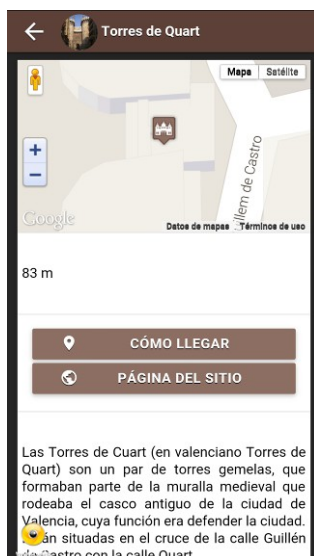 Torres de Quart
Mapa Satélite
+
−
illem de Castro
Google
Datos de mapas Términos de uso
83 m
CÓMO LLEGAR
PÁGINA DEL SITIO
Las Torres de Cuart (en valenciano Torres de
Quart) son un par de torres gemelas, que
formaban parte de la muralla medieval que
rodeaba el casco antiguo de la ciudad de
Valencia, cuya función era defender la ciudad.
situadas en el cruce de la calle Guillén
de Castro con la calle Quart.